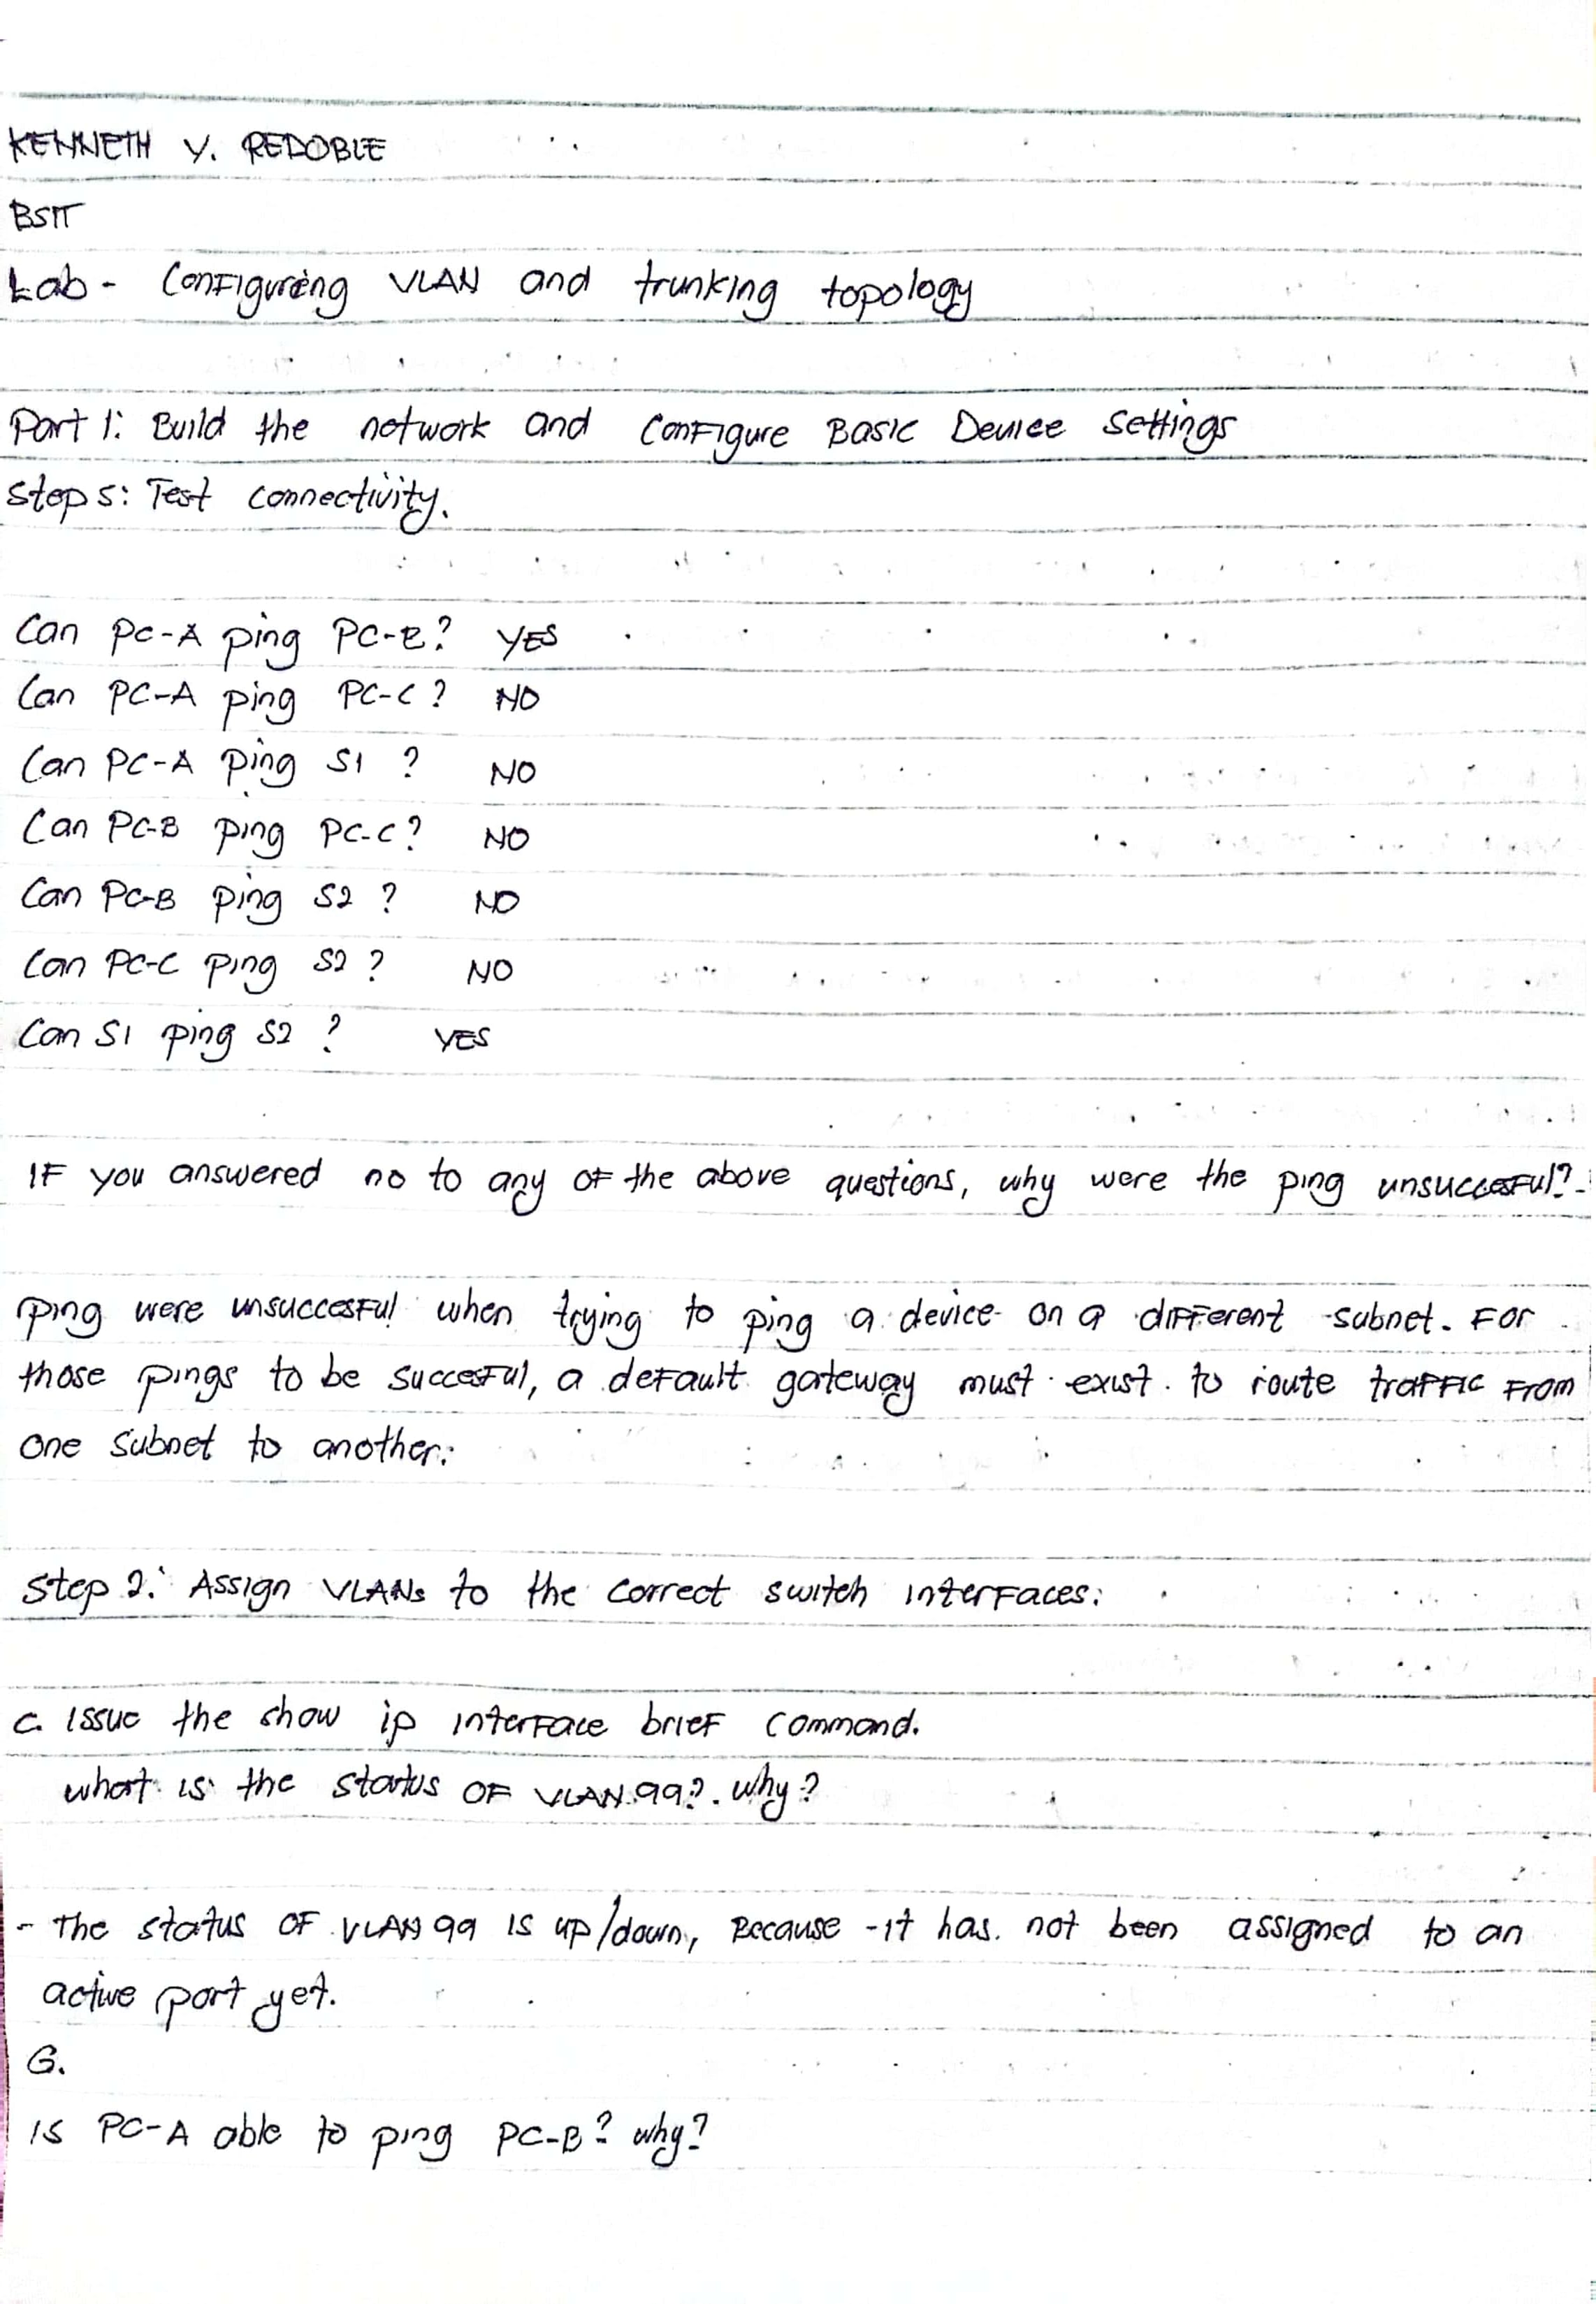 KENNETH Y. REDOBLE
BSIT
Lab - Configuring VLAN and trunking topology
Part 1: Build the network and configure Basic Device Settings
Step 5: Test connectivity.
Can PC-A ping PC-B? YES
Can PC-A ping PC-C? NO
Can PC-A ping S1 ? NO
Can PC-B ping PC-C? NO
Can PC-B ping S2 ? NO
Can PC-C ping S2 ? NO
Can S1 ping S2 ? YES
IF you answered no to any of the above questions, why were the ping unsuccesful?
ping were unsuccesful when trying to ping a device on a different subnet. For
those pings to be succesful, a default gateway must exist to route traffic from
one subnet to another.
Step 2: Assign VLANs to the correct switch interfaces:
c. Issue the show ip interface brief command.
what is the status of VLAN 99?. why?
- The status of VLAN 99 is up/down, Because it has not been assigned to an
active port yet.
G.
Is PC-A able to ping PC-B? why?